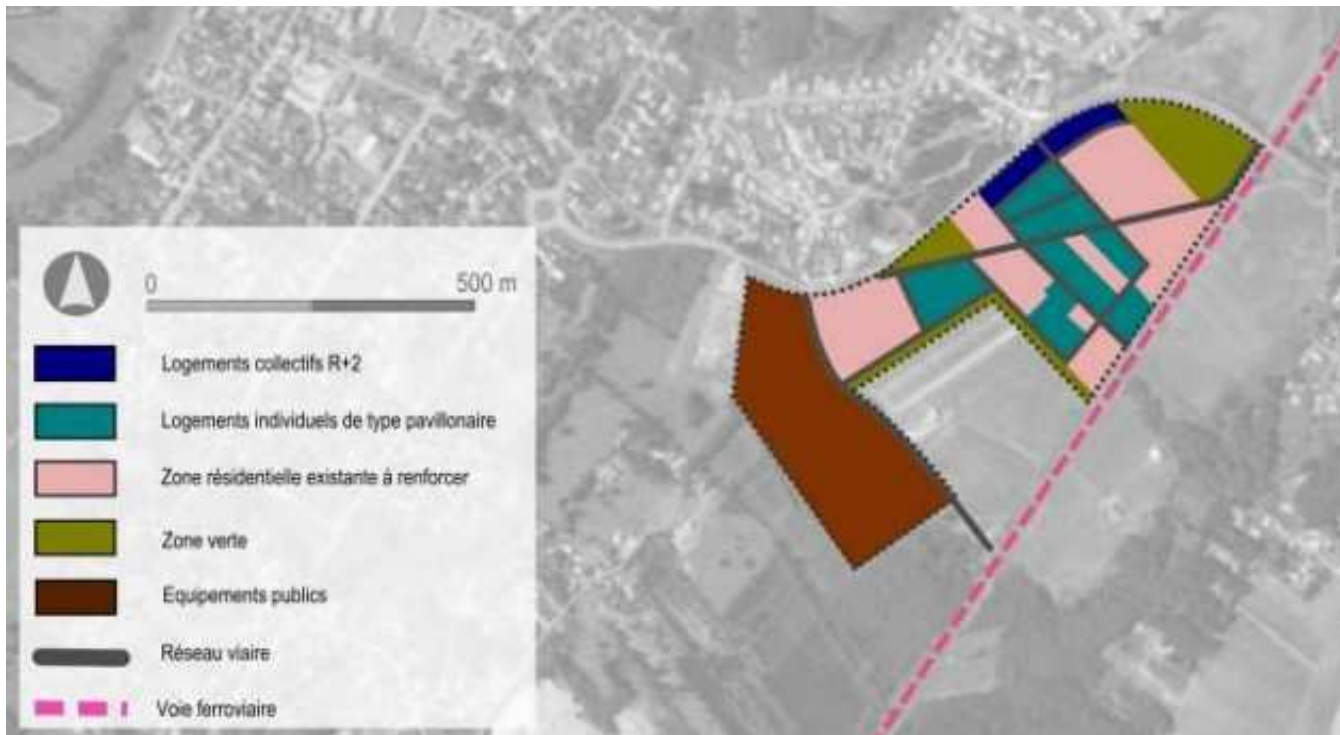 0 500 m
Logements collectifs R+2
Logements individuels de type pavillonaire
Zone résidentielle existante à renforcer
Zone verte
Equipements publics
Réseau viaire
Voie ferroviaire